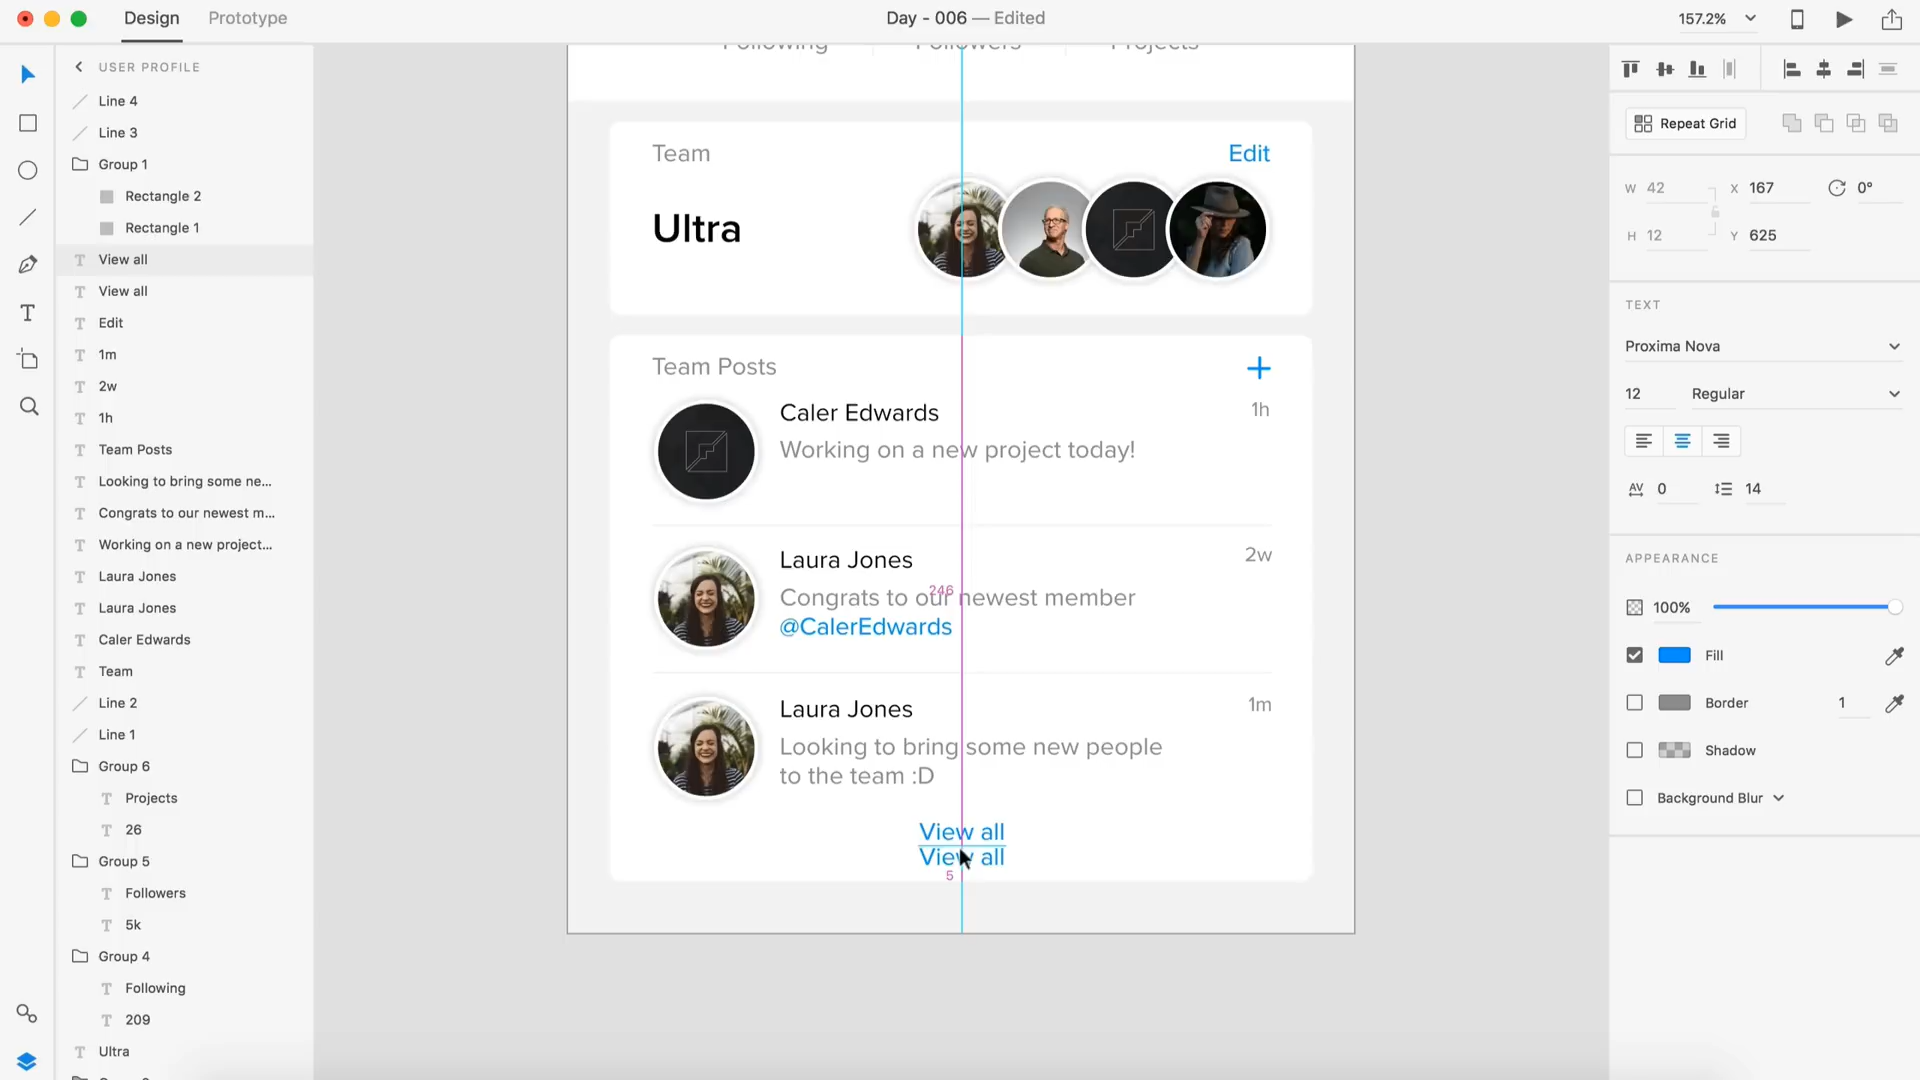 Design
Prototype
Day - 006 — Edited
157.2%
USER PROFILE
Line 4
Line 3
Group 1
Rectangle 2
Rectangle 1
View all
View all
Edit
1m
2w
1h
Team Posts
Looking to bring some ne...
Congrats to our newest m...
Working on a new project...
Laura Jones
Laura Jones
Caler Edwards
Team
Line 2
Line 1
Group 6
Projects
26
Group 5
Followers
5k
Group 4
Following
209
Ultra
Following
Followers
Projects
Team
Edit
Ultra
Team Posts
Caler Edwards
1h
Working on a new project today!
Laura Jones
2w
246
Congrats to our newest member
@CalerEdwards
Laura Jones
1m
Looking to bring some new people
to the team :D
View all
View all
5
Repeat Grid
W 42
X 167
0°
H 12
Y 625
TEXT
Proxima Nova
12
Regular
AV 0
14
APPEARANCE
100%
Fill
Border
1
Shadow
Background Blur